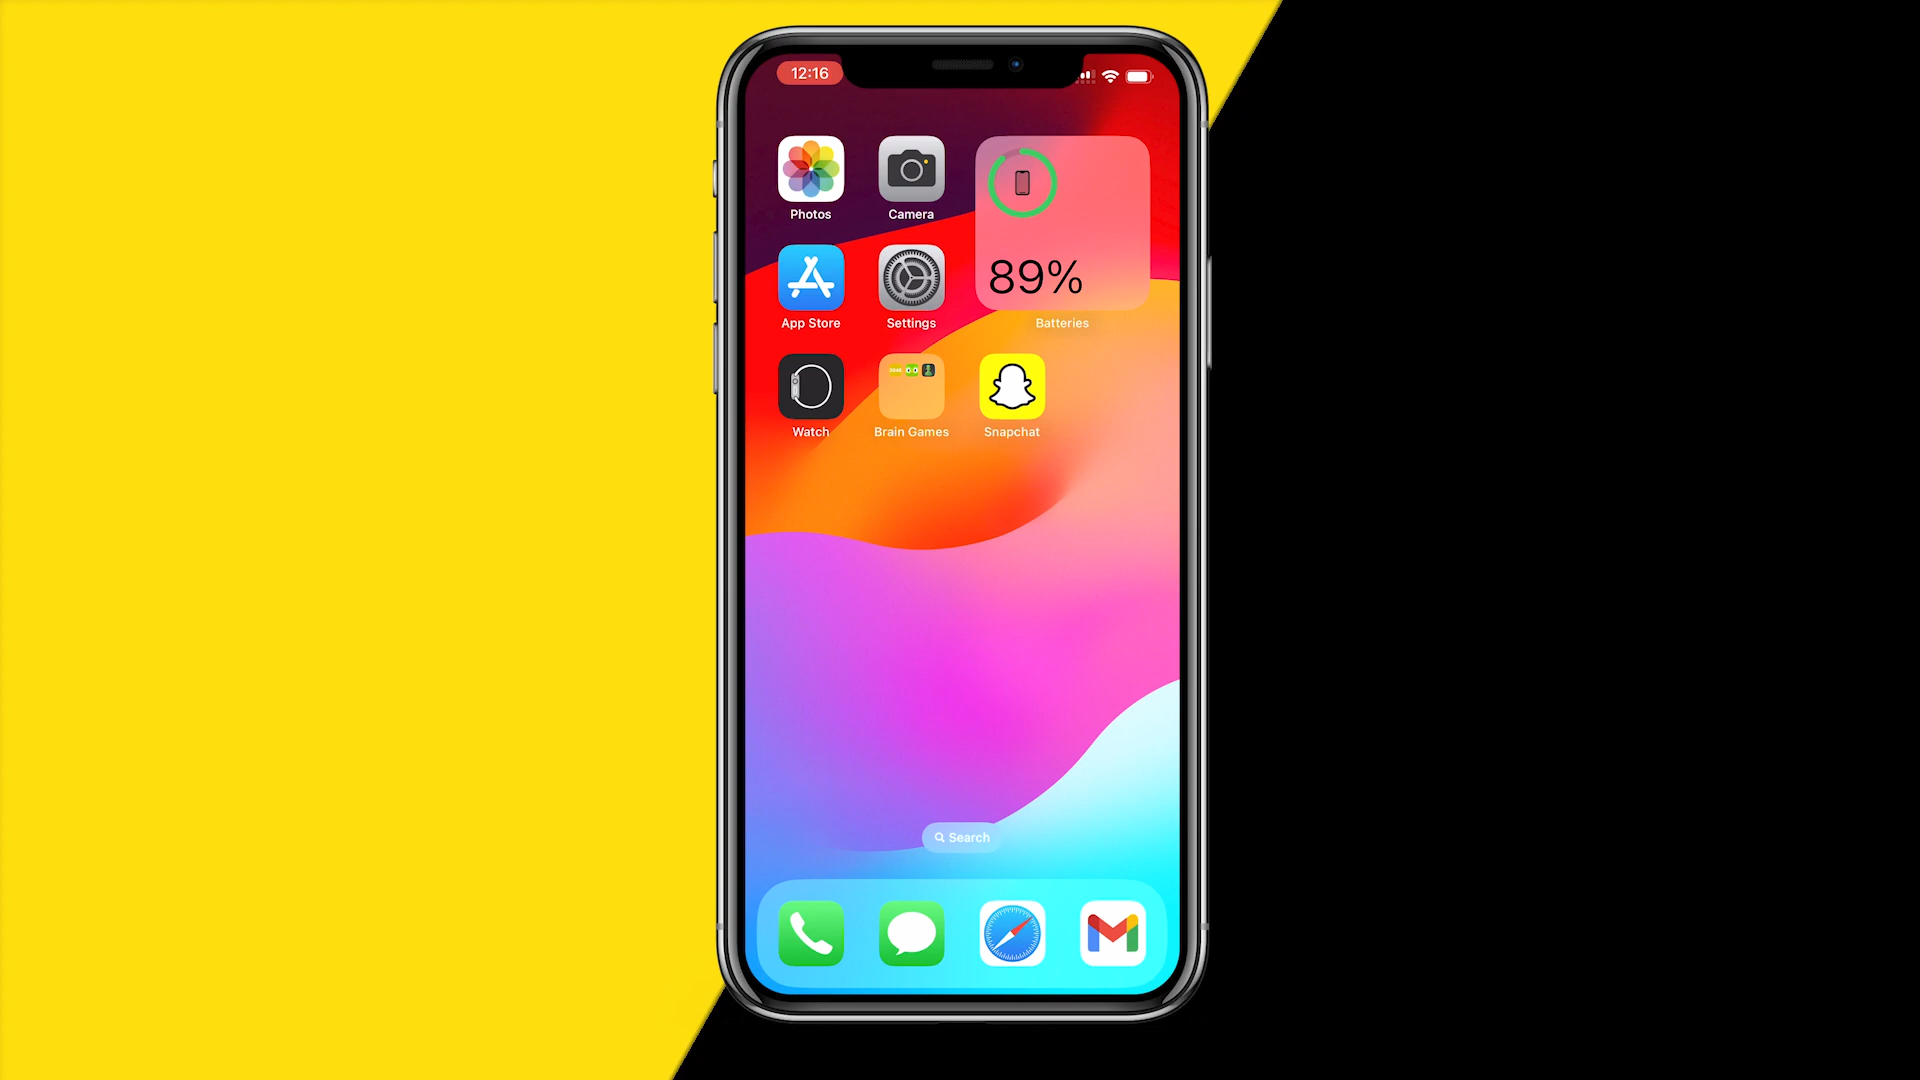 12:16
Photos
Camera
89%
App Store
Settings
Batteries
Watch
Brain Games
Snapchat
Search